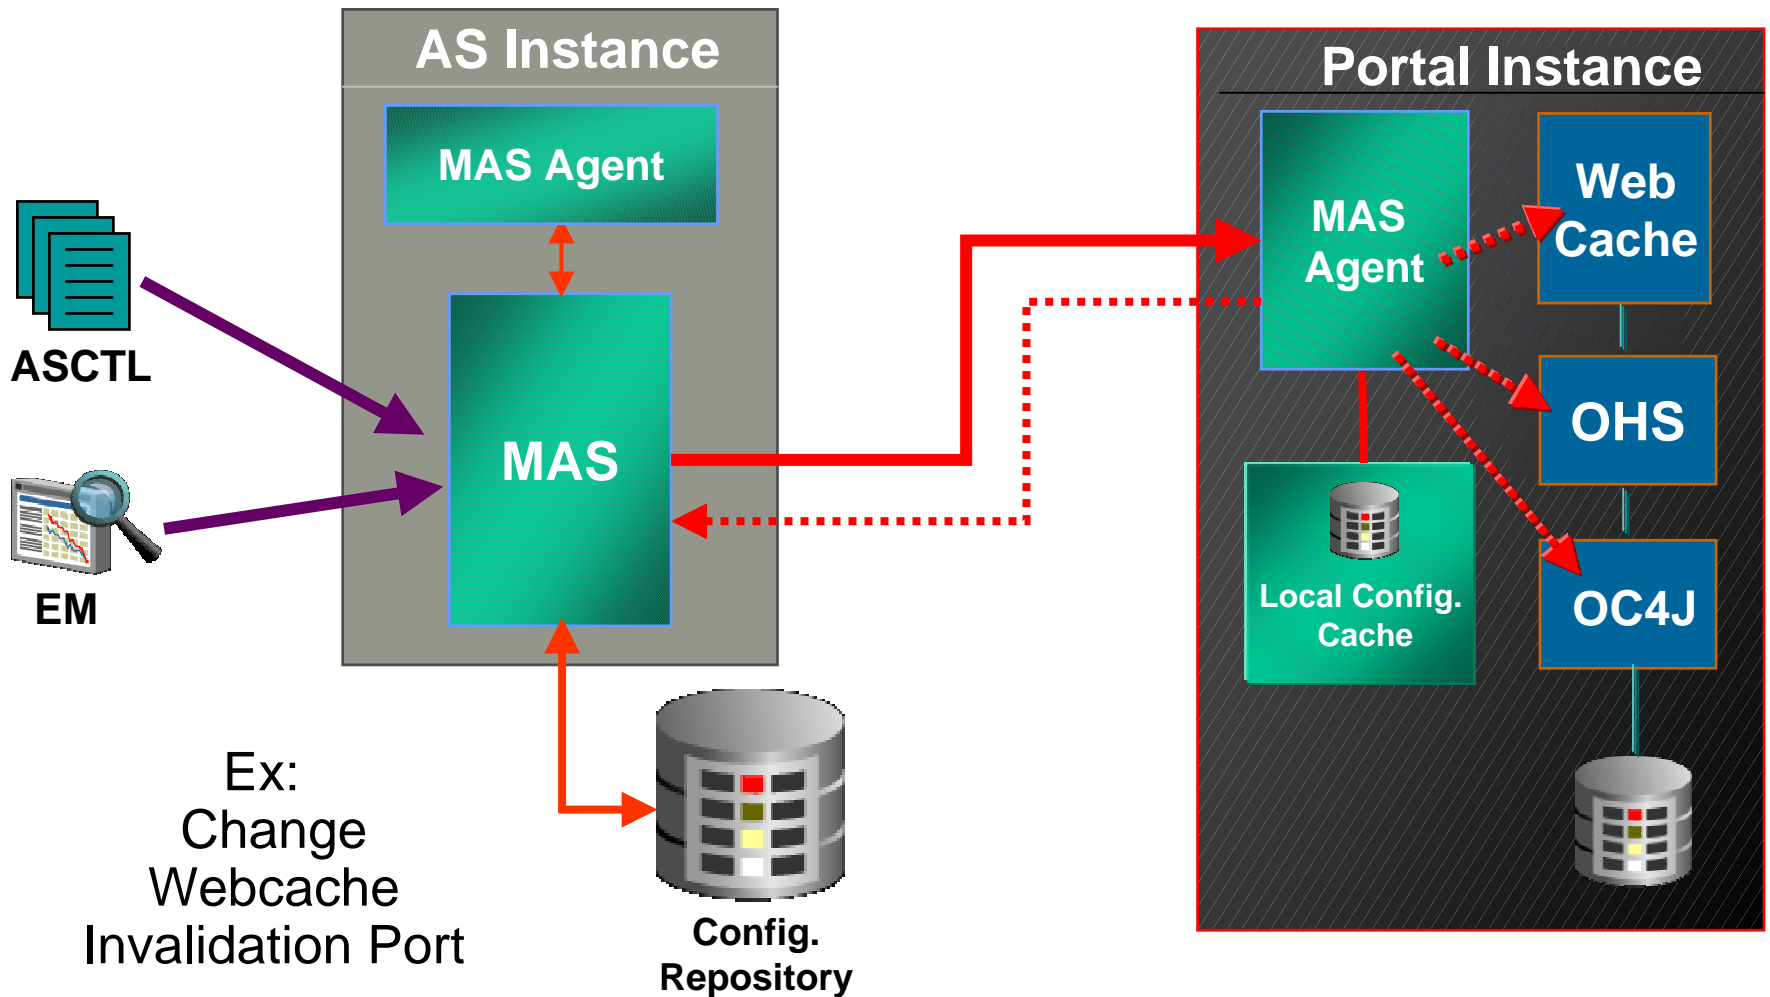 AS Instance
MAS Agent
MAS
ASCTL
EM
Ex:
Change
Webcache
Invalidation Port
Config.
Repository
Portal Instance
MAS
Agent
Web
Cache
OHS
OC4J
Local Config.
Cache